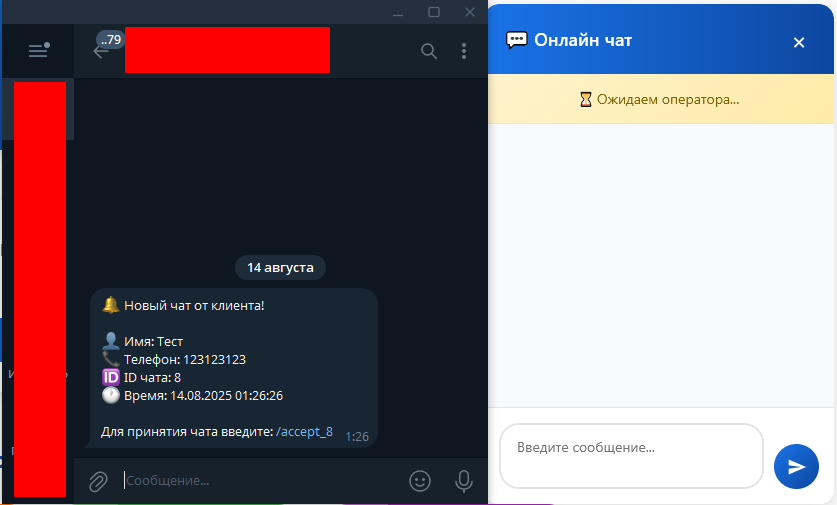 ..79
14 августа
🔔 Новый чат от клиента!
👤 Имя: Тест
📞 Телефон: 123123123
🆔 ID чата: 8
🕐 Время: 14.08.2025 01:26:26
Для принятия чата введите: /accept_8
1:26
Сообщение...
💬 Онлайн чат
×
⏳ Ожидаем оператора...
Введите сообщение...